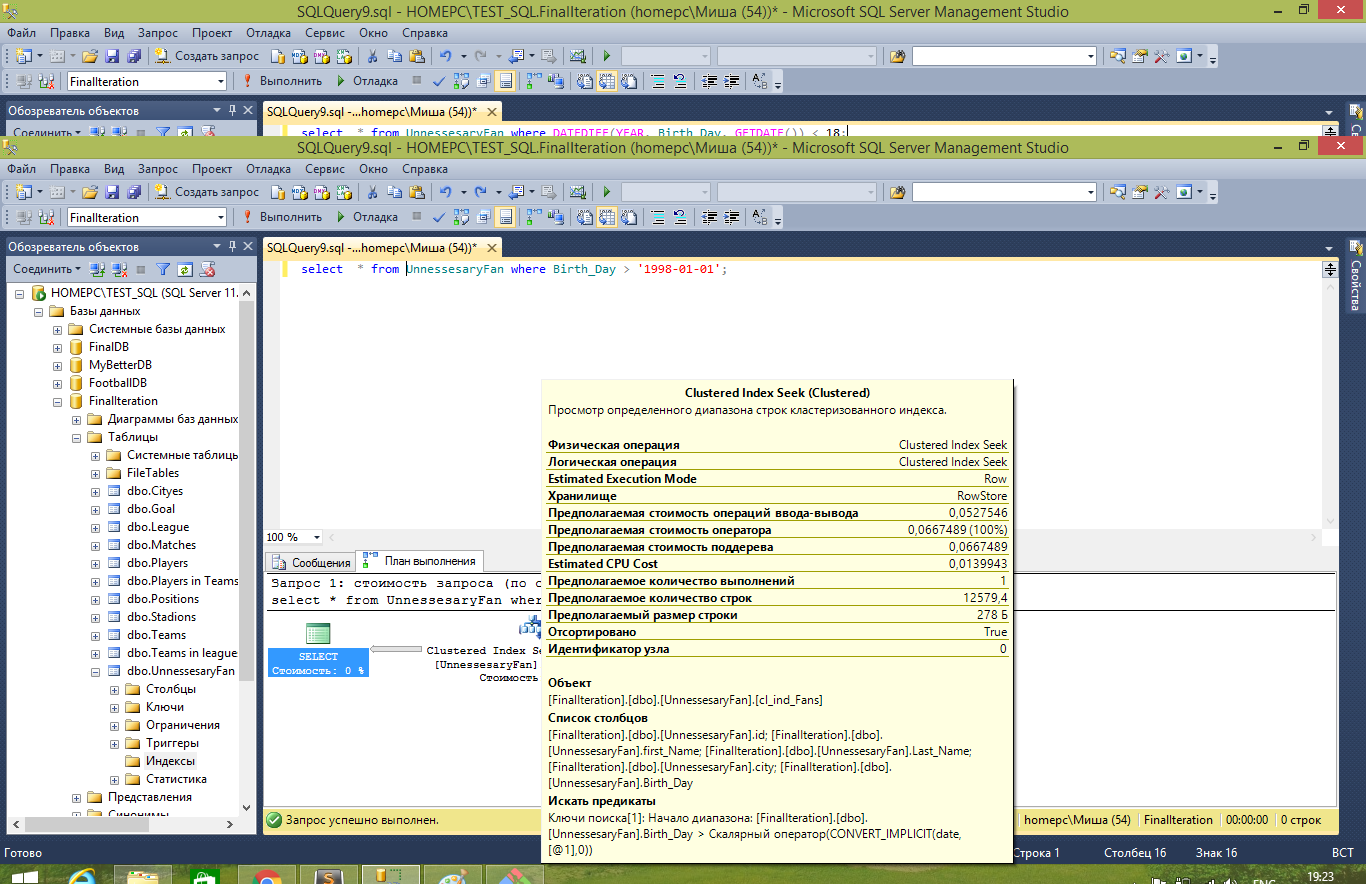 SQLQuery9.sql - HOMEPC\TEST_SQL.FinalIteration (homepc\Миша (54))* - Microsoft SQL Server Management Studio
Файл Правка Вид Запрос Проект Отладка Сервис Окно Справка
Создать запрос
FinalIteration Выполнить Отладка
Обозреватель объектов SQLQuery9.sql -...homepc\Миша (54))*
Соединить select * from UnnessesaryFan where DATEDIFF(YEAR, Birth_Day, GETDATE()) < 18;
SQLQuery9.sql - HOMEPC\TEST_SQL.FinalIteration (homepc\Миша (54))* - Microsoft SQL Server Management Studio
Файл Правка Вид Запрос Проект Отладка Сервис Окно Справка
Создать запрос
FinalIteration Выполнить Отладка
Обозреватель объектов SQLQuery9.sql -...homepc\Миша (54))*
Соединить
select * from UnnessesaryFan where Birth_Day > '1998-01-01';
Свойства
HOMEPC\TEST_SQL (SQL Server 11.
Базы данных
Системные базы данных
FinalDB
MyBetterDB
FootballDB
FinalIteration
Диаграммы баз данных
Таблицы
Системные таблицы
FileTables
dbo.Cityes
dbo.Goal
dbo.League
dbo.Matches
dbo.Players
dbo.Players in Teams
dbo.Positions
dbo.Stadions
dbo.Teams
dbo.Teams in league
dbo.UnnessesaryFan
Столбцы
Ключи
Ограничения
Триггеры
Индексы
Статистика
Представления
Синонимы
100 %
Сообщения План выполнения
Запрос 1: стоимость запроса (по
select * from UnnessesaryFan wher
SELECT
Стоимость: 0 %
Clustered Index Se
[UnnessesaryFan]
Стоимость
Clustered Index Seek (Clustered)
Просмотр определенного диапазона строк кластеризованного индекса.
Физическая операция Clustered Index Seek
Логическая операция Clustered Index Seek
Estimated Execution Mode Row
Хранилище RowStore
Предполагаемая стоимость операций ввода-вывода 0,0527546
Предполагаемая стоимость оператора 0,0667489 (100%)
Предполагаемая стоимость поддерева 0,0667489
Estimated CPU Cost 0,0139943
Предполагаемое количество выполнений 1
Предполагаемое количество строк 12579,4
Предполагаемый размер строки 278 Б
Отсортировано True
Идентификатор узла 0
Объект
[FinalIteration].[dbo].[UnnessesaryFan].[cl_ind_Fans]
Список столбцов
[FinalIteration].[dbo].[UnnessesaryFan].id; [FinalIteration].[dbo].
[UnnessesaryFan].first_Name; [FinalIteration].[dbo].[UnnessesaryFan].Last_Name;
[FinalIteration].[dbo].[UnnessesaryFan].city; [FinalIteration].[dbo].
[UnnessesaryFan].Birth_Day
Искать предикаты
Ключи поиска[1]: Начало диапазона: [FinalIteration].[dbo].
[UnnessesaryFan].Birth_Day > Скалярный оператор(CONVERT_IMPLICIT(date,
[@1],0))
Запрос успешно выполнен. homepc\Миша (54) FinalIteration 00:00:00 0 строк
Готово Строка 1 Столбец 16 Знак 16 ВСТ
ENG 19:23